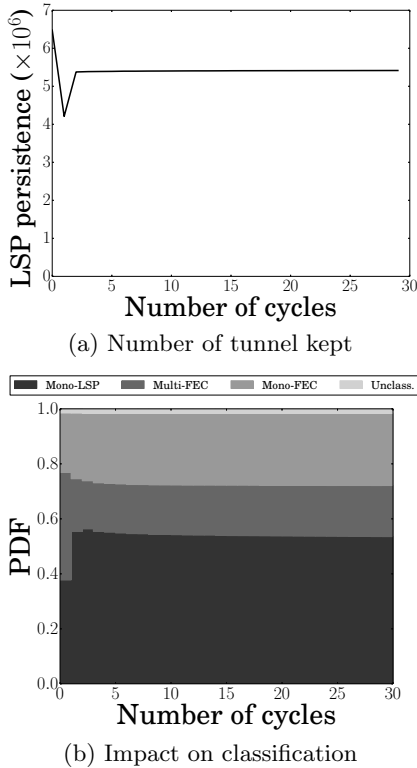 7
6
5
4
3
2
1
0
LSP persistence (×10⁶)
0 5 10 15 20 25 30
Number of cycles
(a) Number of tunnel kept
Mono-LSP Multi-FEC Mono-FEC Unclass.
1.0
0.8
0.6
0.4
0.2
0.0
PDF
0 5 10 15 20 25 30
Number of cycles
(b) Impact on classification